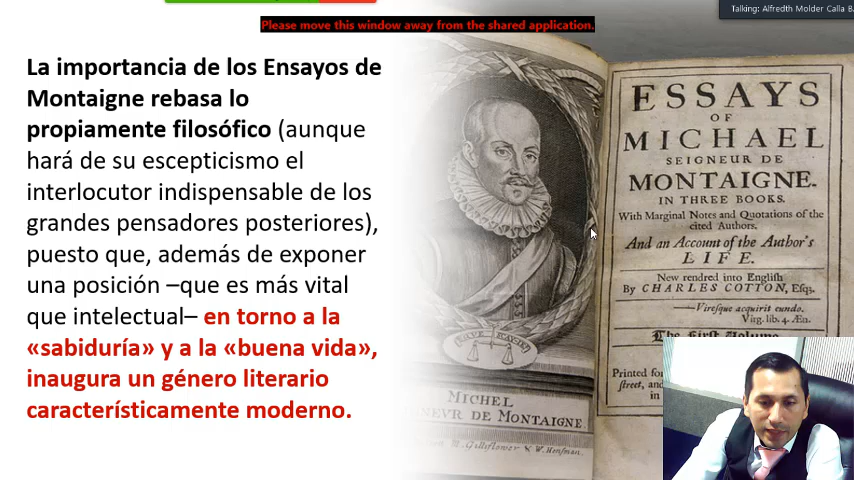 Talking: Alfredth Molder Calla B.
Please move this window away from the shared application.
La importancia de los Ensayos de
Montaigne rebasa lo
propiamente filosófico (aunque
hará de su escepticismo el
interlocutor indispensable de los
grandes pensadores posteriores),
puesto que, además de exponer
una posición –que es más vital
que intelectual– en torno a la
«sabiduría» y a la «buena vida»,
inaugura un género literario
característicamente moderno.
MICHEL
NEVR DE MONTAIGNE
ESSAYS
OF
MICHAEL
SEIGNEUR DE
MONTAIGNE.
IN THREE BOOKS.
With Marginal Notes and Quotations of the
cited Authors.
And an Account of the Author's
LIFE.
New rendred into English
By CHARLES COTTON, Esq;
Viresque acquirit eundo.
Virg. lib. 4. Æn.
The First Volume.
Printed for
street, and
in